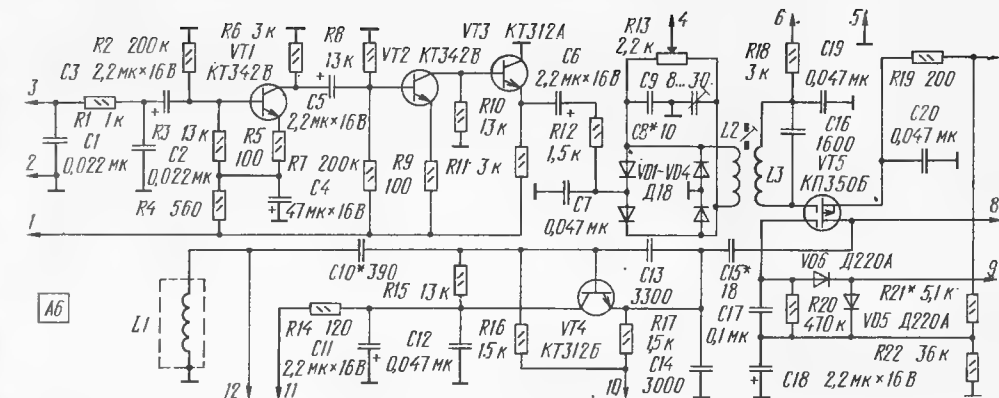 VT3 КТ312А
R13
4
6
5
R6 3к
R8
R2 200к
VT1
13к
VT2
КТ342В
C6
2,2к
R18
C19
C3
2,2мк×16В
КТ342В
2,2мк×16В
C9
8...30
3к
0,047мк
R19 200
3
C5
R10
C8*10
C16
R1 1к
R3
13к
R5
2,2мк×16В
13к
R12
L2
1600
C20
C1
C2
100
R7
200к
R9
R11
3к
1,5к
VD1-VD4
L3
VT5
0,047мк
2
0,022мк
0,022мк
C4
100
Д18
КП350Б
R4 560
47мк×16В
C7
8
1
0,047мк
C10*390
C13
C15*
VD6
Д220А
9
R15 13к
3300
18
R21* 5,1к
А6
C17
R20
L1
R14 120
C12
R16
VT4
R17
0,1мк
470к
VD5 Д220А
C11
0,047мк
15к
КТ312Б
1,5к
R22 36к
2,2мк×16В
C14
C18
2,2мк×16В
12
11
10
3000